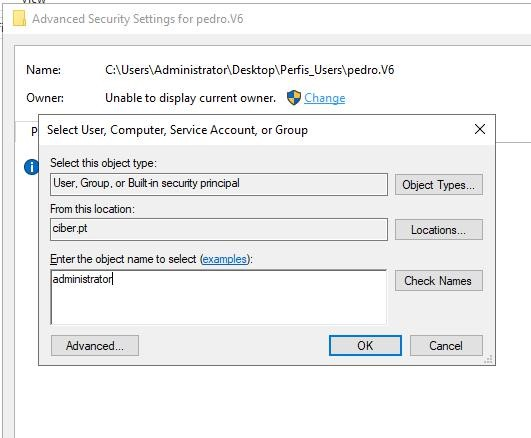 View
Advanced Security Settings for pedro.V6
Name: C:\Users\Administrator\Desktop\Perfis_Users\pedro.V6
Owner: Unable to display current owner. Change
Select User, Computer, Service Account, or Group
Select this object type:
User, Group, or Built-in security principal Object Types...
From this location:
ciber.pt Locations...
Enter the object name to select (examples):
administrator Check Names
Advanced... OK Cancel